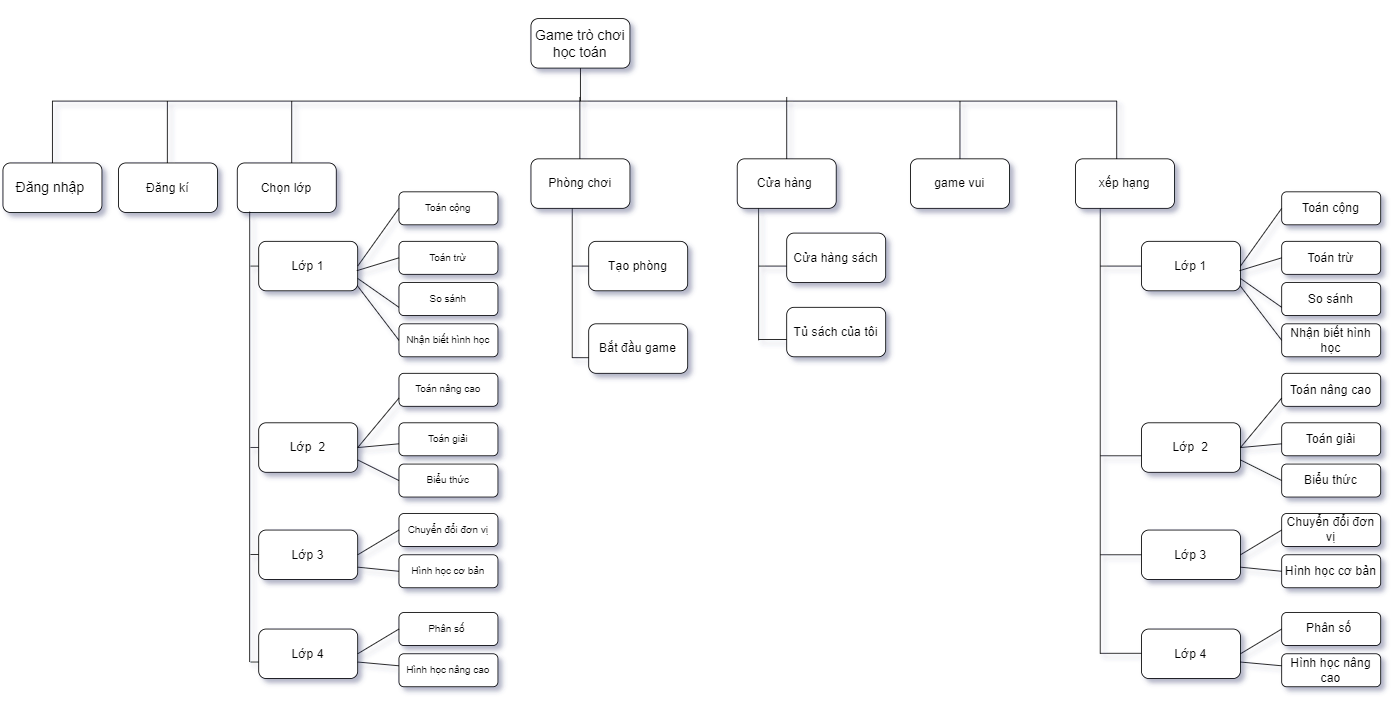 Game trò chơi
học toán
Đăng nhập
Đăng kí
Chọn lớp
Phòng chơi
Cửa hàng
game vui
xếp hạng
Lớp 1
Toán cộng
Toán trừ
So sánh
Nhận biết hình học
Lớp  2
Toán nâng cao
Toán giải
Biểu thức
Lớp 3
Chuyển đổi đơn vị
Hình học cơ bản
Lớp 4
Phân số
Hình học nâng cao
Tạo phòng
Bắt đầu game
Cửa hàng sách
Tủ sách của tôi
Lớp 1
Toán cộng
Toán trừ
So sánh
Nhận biết hình
học
Lớp  2
Toán nâng cao
Toán giải
Biểu thức
Lớp 3
Chuyển đổi đơn
vị
Hình học cơ bản
Lớp 4
Phân số
Hình học nâng
cao